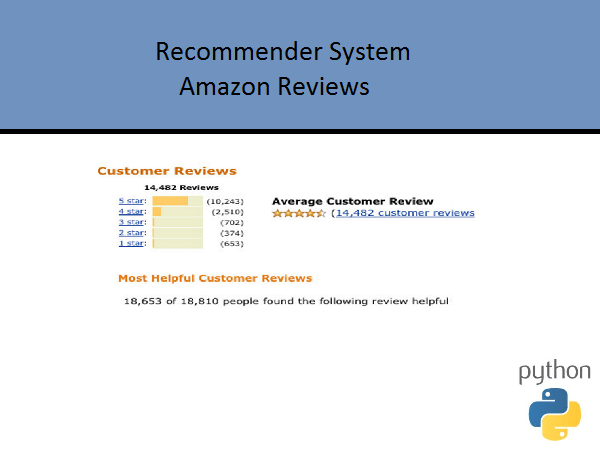 Recommender System
Amazon Reviews
Customer Reviews
14,482 Reviews
5 star: (10,243)
4 star: (2,510)
3 star: (702)
2 star: (374)
1 star: (653)
Average Customer Review
(14,482 customer reviews
Most Helpful Customer Reviews
18,653 of 18,810 people found the following review helpful
python